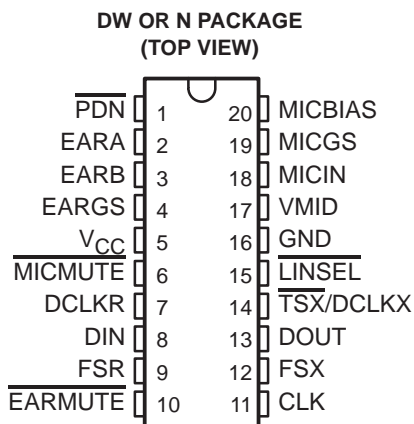 DW OR N PACKAGE
(TOP VIEW)
PDN 1 20 MICBIAS
EARA 2 19 MICGS
EARB 3 18 MICIN
EARGS 4 17 VMID
VCC 5 16 GND
MICMUTE 6 15 LINSEL
DCLKR 7 14 TSX/DCLKX
DIN 8 13 DOUT
FSR 9 12 FSX
EARMUTE 10 11 CLK